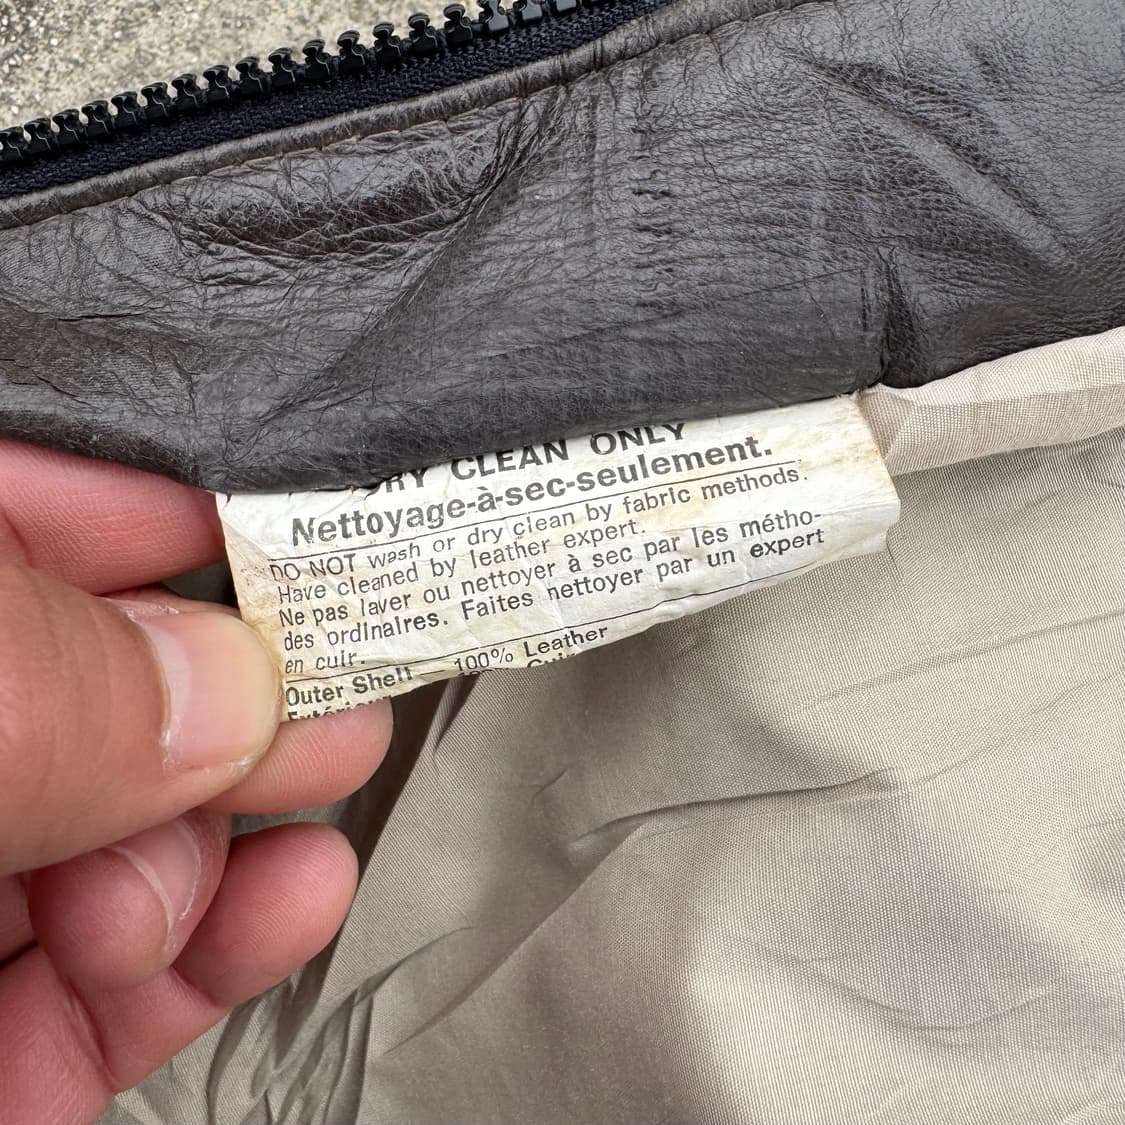 DRY CLEAN ONLY
Nettoyage-à-sec-seulement.
DO NOT wash or dry clean by fabric methods.
Have cleaned by leather expert.
Ne pas laver ou nettoyer à sec par les métho-
des ordinaires. Faites nettoyer par un expert
en cuir.
Outer Shell — 100% Leather